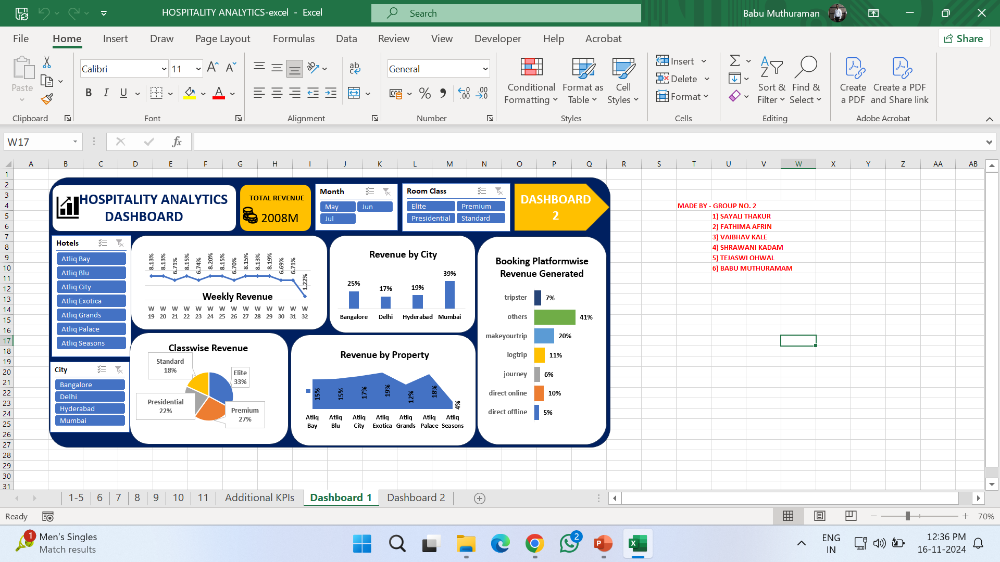 HOSPITALITY ANALYTICS-excel - Excel
Search
Babu Muthuraman
File Home Insert Draw Page Layout Formulas Data Review View Developer Help Acrobat
Share
Paste
Calibri 11
General
B I U
ab
Conditional Formatting
Format as Table
Cell Styles
Insert
Delete
Format
Sort & Filter
Find & Select
Create a PDF
Create a PDF and Share link
Clipboard Font Alignment Number Styles Cells Editing Adobe Acrobat
W17
fx
A B C D E F G H I J K L M N O P Q R S T U V W X Y Z AA AB
1
2
3
4
5
6
7
8
9
10
11
12
13
14
15
16
17
18
19
20
21
22
23
24
25
26
27
28
29
30
31
HOSPITALITY ANALYTICS
DASHBOARD
TOTAL REVENUE
2008M
Month
May Jun
Jul
Room Class
Elite Premium
Presidential Standard
DASHBOARD
2
MADE BY - GROUP NO. 2
1) SAYALI THAKUR
2) FATHIMA AFRIN
3) VAIBHAV KALE
4) SHRAWANI KADAM
5) TEJASWI OHWAL
6) BABU MUTHURAMAM
Hotels
Atliq Bay
Atliq Blu
Atliq City
Atliq Exotica
Atliq Grands
Atliq Palace
Atliq Seasons
City
Bangalore
Delhi
Hyderabad
Mumbai
8.13% 8.13% 6.71% 8.15% 6.74% 8.20% 8.15% 6.70% 8.15% 8.13% 8.19% 6.69% 6.71% 1.22%
Weekly Revenue
W W W W W W W W W W W W W W
19 20 21 22 23 24 25 26 27 28 29 30 31 32
Revenue by City
25% 17% 19% 39%
Bangalore Delhi Hyderabad Mumbai
Booking Platformwise
Revenue Generated
tripster 7%
others 41%
makeyourtrip 20%
logtrip 11%
journey 6%
direct online 10%
direct offline 5%
Classwise Revenue
Standard
18%
Elite
33%
Presidential
22%
Premium
27%
Revenue by Property
15% 15% 17% 19% 12% 18% 4%
Atliq Atliq Atliq Atliq Atliq Atliq Atliq
Bay Blu City Exotica Grands Palace Seasons
1-5 6 7 8 9 10 11 Additional KPIs Dashboard 1 Dashboard 2
Ready
70%
1
Men's Singles
Match results
2
ENG
IN
12:36 PM
16-11-2024